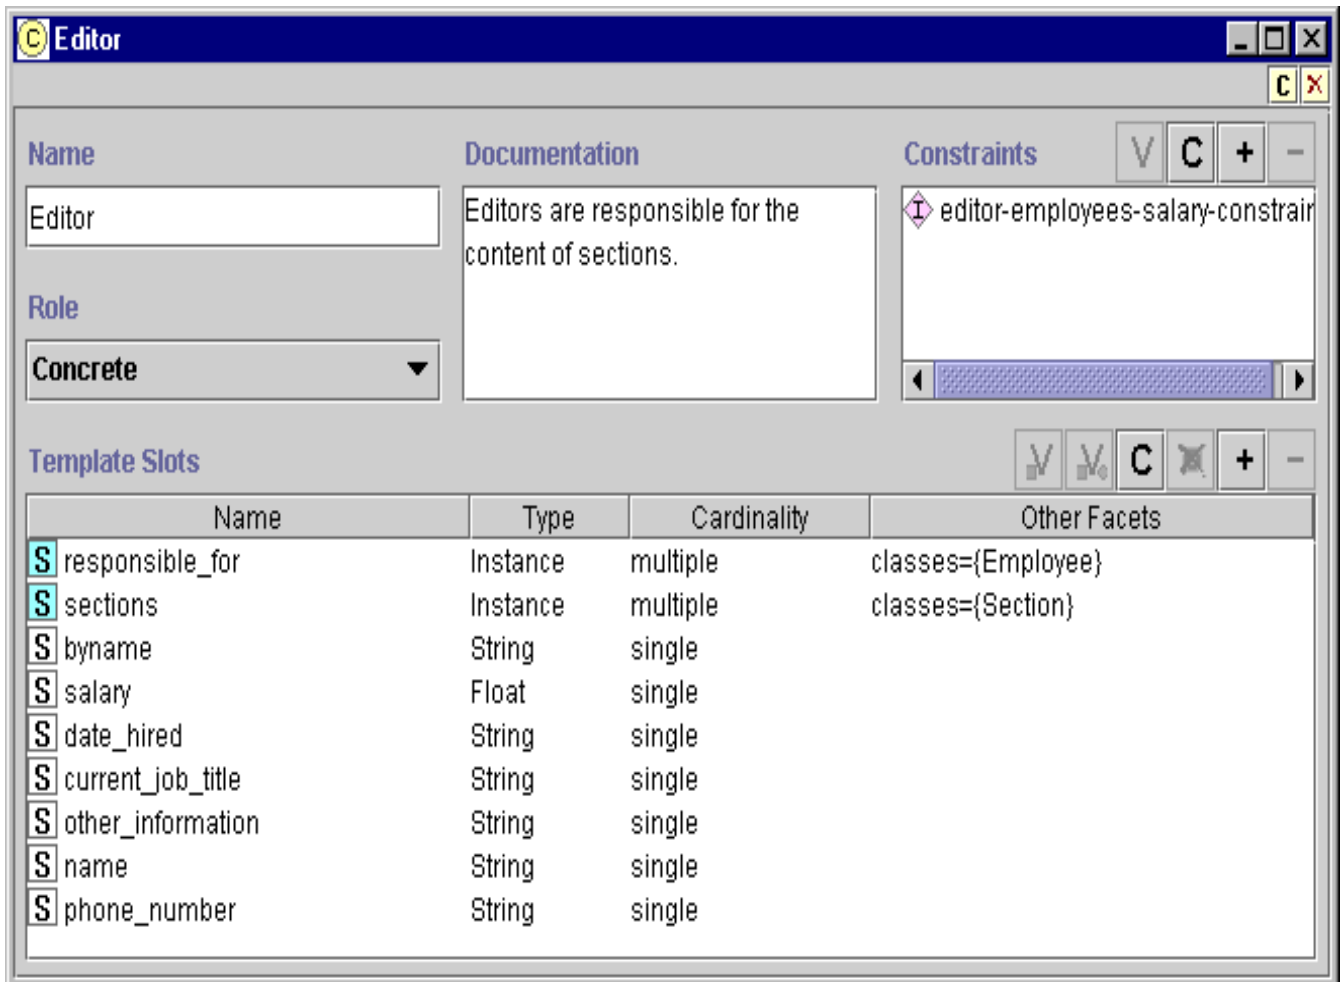 C Editor
C
Name
Documentation
Constraints
V C + −
Editor
Editors are responsible for the
content of sections.
I editor-employees-salary-constrair
Role
Concrete
Template Slots
V V C + −
Name Type Cardinality Other Facets
S responsible_for Instance multiple classes={Employee}
S sections Instance multiple classes={Section}
S byname String single
S salary Float single
S date_hired String single
S current_job_title String single
S other_information String single
S name String single
S phone_number String single